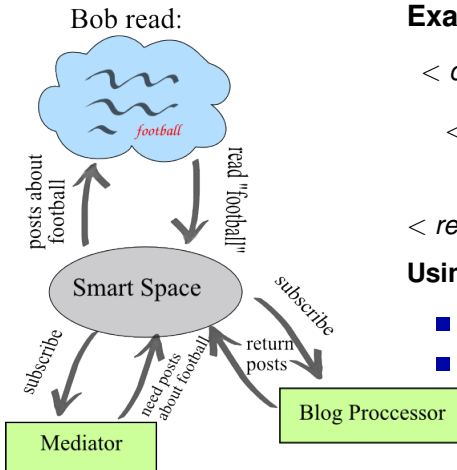 Bob read:
football
posts about
football
read "football"
Smart Space
subscribe
need posts
about football
return
posts
subscribe
Mediator
Blog Proccessor
Exa
<
<
< re
Usin